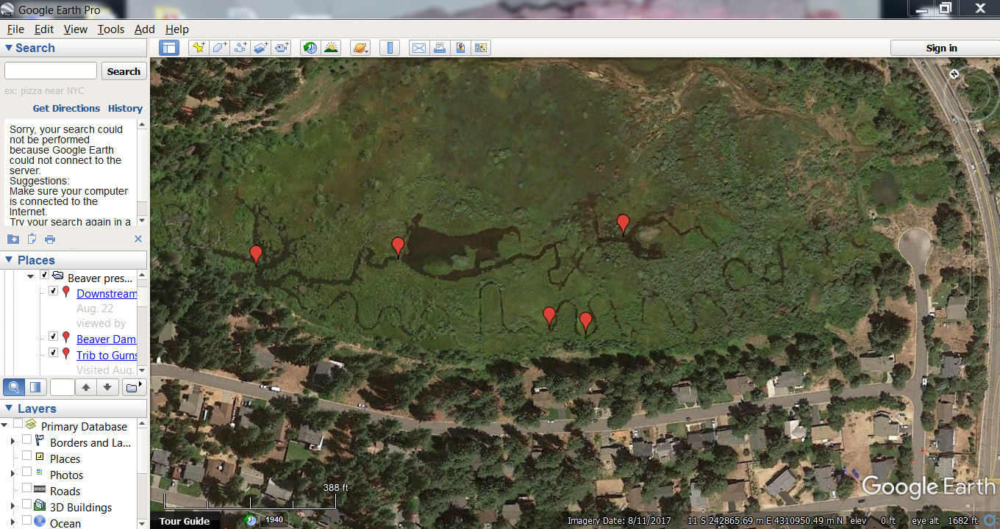 Google Earth Pro
File Edit View Tools Add Help
Search
Search
ex: pizza near NYC
Get Directions History
Sorry, your search could
not be performed
because Google Earth
could not connect to the
server.
Suggestions:
Make sure your computer
is connected to the
Internet.
Try your search again in a
Places
Beaver pres...
Downstream
Aug. 22
viewed by
Beaver Dam
Trib to Gurns
Visited Aug.
Layers
Primary Database
Borders and La...
Places
Photos
Roads
3D Buildings
Ocean
Sign in
N
388 ft
Google Earth
Tour Guide
1940
Imagery Date: 8/11/2017 11 S 242865.69 m E 4310950.49 m N elev 0 ft eye alt 1682 ft